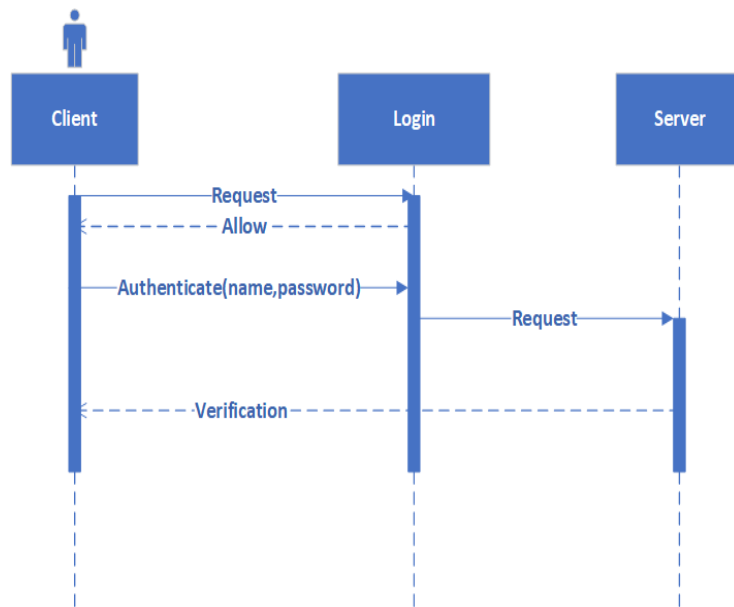 Client
Login
Server
Request
Allow
Authenticate(name,password)
Request
Verification